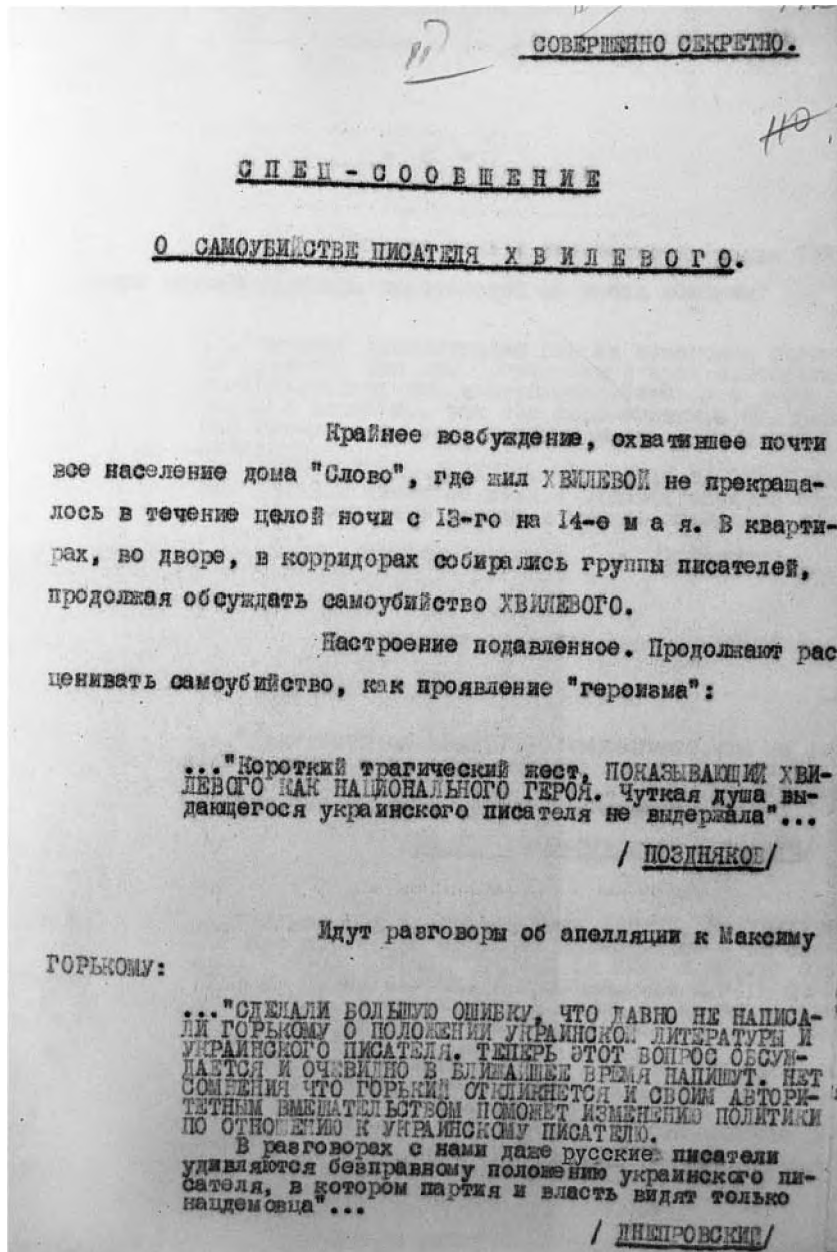 СОВЕРШЕННО СЕКРЕТНО.
110
СПЕЦ-СООБЩЕНИЕ
О САМОУБИЙСТВЕ ПИСАТЕЛЯ ХВИЛЕВОГО.
Крайнее возбуждение, охватившее почти
все население дома "Слово", где жил ХВИЛЕВОЙ не прекраща-
лось в течение целой ночи с 13-го на 14-е мая. В кварти-
рах, во дворе, в корридорах собирались группы писателей,
продолжая обсуждать самоубийство ХВИЛЕВОГО.
Настроение подавленное. Продолжают рас
ценивать самоубийство, как проявление "героизма":
..."Короткий трагический жест, ПОКАЗЫВАЮЩИЙ ХВИ-
ЛЕВОГО КАК НАЦИОНАЛЬНОГО ГЕРОЯ. Чуткая душа вы-
дающегося украинского писателя не выдержала"...
/ ПОЗДНЯКОВ/
Идут разговоры об апелляции к Максиму
ГОРЬКОМУ:
..."СДЕЛАЛИ БОЛЬШУЮ ОШИБКУ, ЧТО ДАВНО НЕ НАПИСА-
ЛИ ГОРЬКОМУ О ПОЛОЖЕНИИ УКРАИНСКОЙ ЛИТЕРАТУРЫ И
УКРАИНСКОГО ПИСАТЕЛЯ. ТЕПЕРЬ ЭТОТ ВОПРОС ОБСУЖ-
ДАЕТСЯ И ОЧЕВИДНО В БЛИЖАЙШЕЕ ВРЕМЯ НАПИШУТ. НЕТ
СОМНЕНИЯ ЧТО ГОРЬКИЙ ОТКЛИКНЕТСЯ И СВОИМ АВТОРИ-
ТЕТНЫМ ВМЕШАТЕЛЬСТВОМ ПОМОЖЕТ ИЗМЕНЕНИЮ ПОЛИТИКИ
ПО ОТНОШЕНИЮ К УКРАИНСКОМУ ПИСАТЕЛЮ.
В разговорах с нами даже русские писатели
удивляются безправному положению украинского пи-
сателя, в котором партия и власть видят только
нацдемовца"...
/ ДНЕПРОВСКИЙ/